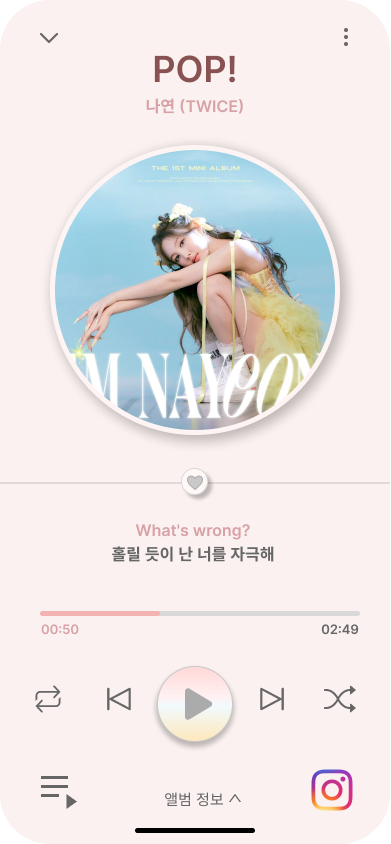 POP!
나연 (TWICE)
THE 1ST MINI ALBUM
IM NAYEON
What's wrong?
홀릴 듯이 난 너를 자극해
00:50
02:49
앨범 정보